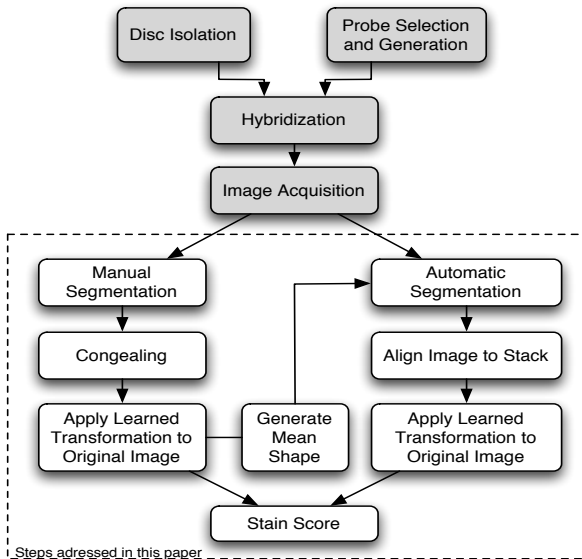 Disc Isolation
Probe Selection
and Generation
Hybridization
Image Acquisition
Manual
Segmentation
Automatic
Segmentation
Congealing
Align Image to Stack
Apply Learned
Transformation to
Original Image
Generate
Mean
Shape
Apply Learned
Transformation to
Original Image
Stain Score
Steps adressed in this paper